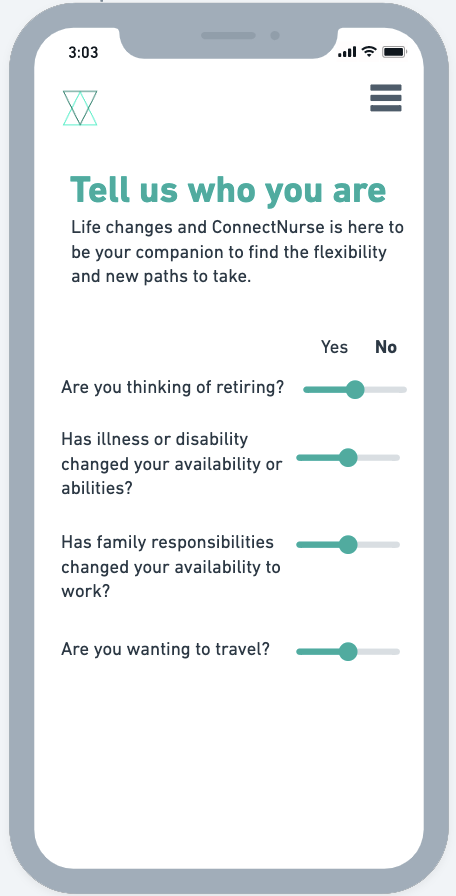 3:03
Tell us who you are
Life changes and ConnectNurse is here to
be your companion to find the flexibility
and new paths to take.
Yes No
Are you thinking of retiring?
Has illness or disability
changed your availability or
abilities?
Has family responsibilities
changed your availability to
work?
Are you wanting to travel?